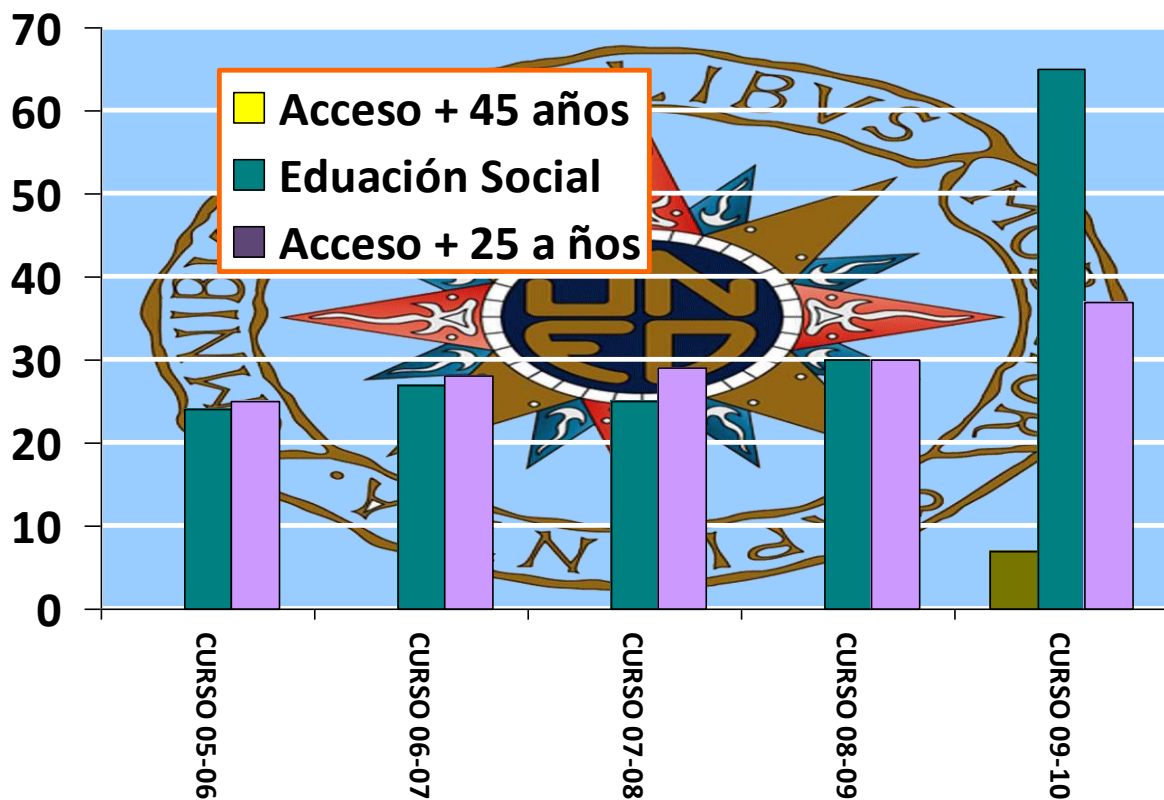 70
60
50
40
30
20
10
0
Acceso + 45 años
Eduación Social
Acceso + 25 a ños
UNED
CURSO 05-06
CURSO 06-07
CURSO 07-08
CURSO 08-09
CURSO 09-10